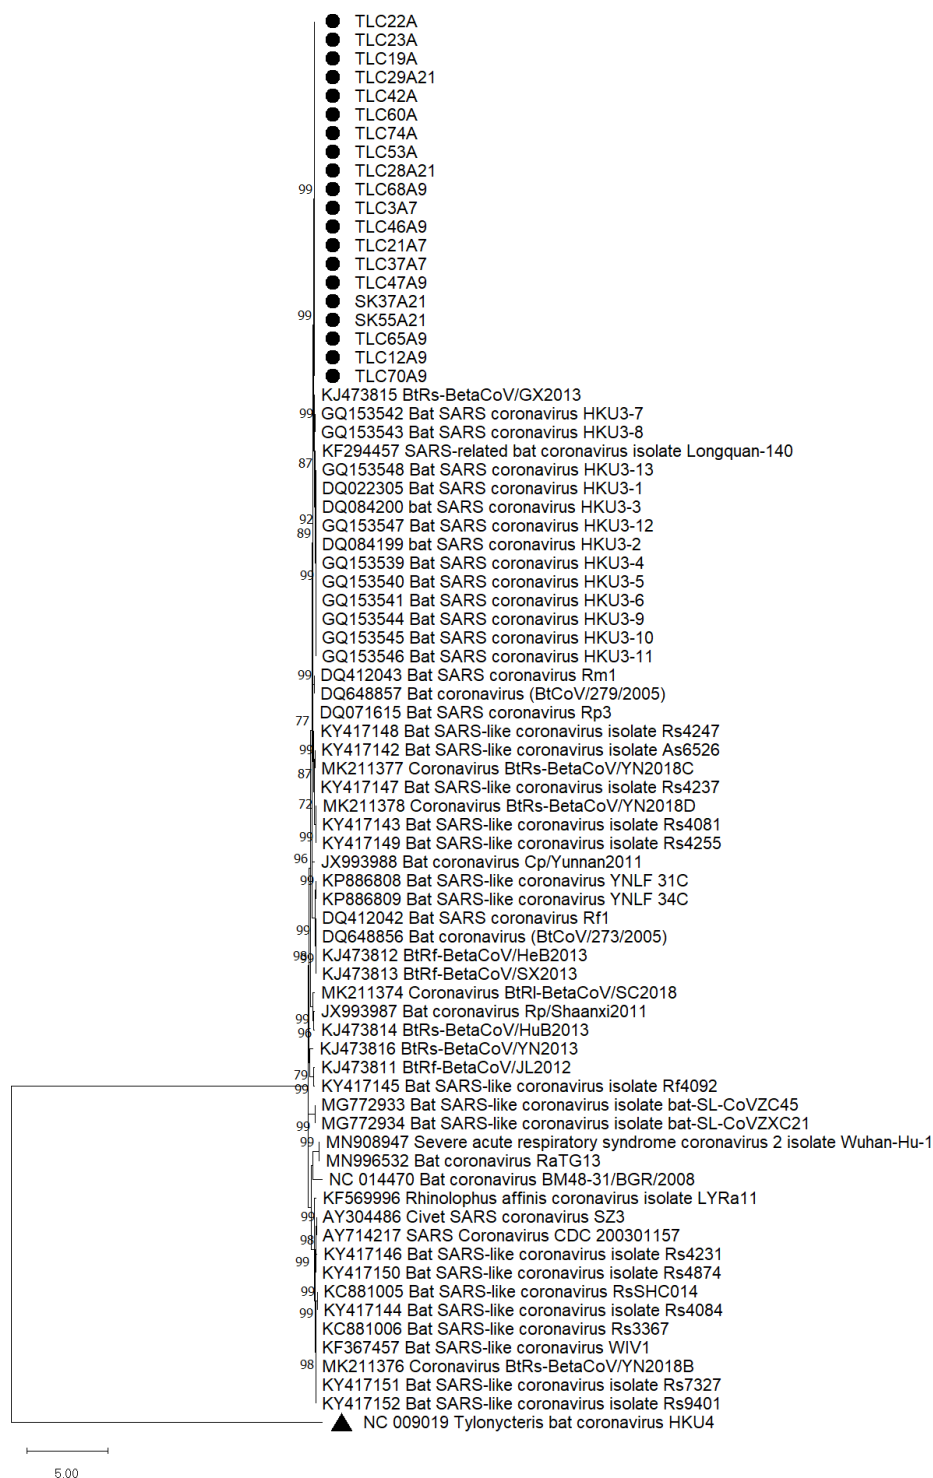 TLC22A
TLC23A
TLC19A
TLC29A21
TLC42A
TLC60A
TLC74A
TLC53A
TLC28A21
99 TLC68A9
TLC3A7
TLC46A9
TLC21A7
TLC37A7
TLC47A9
SK37A21
99 SK55A21
TLC65A9
TLC12A9
TLC70A9
KJ473815 BtRs-BetaCoV/GX2013
99 GQ153542 Bat SARS coronavirus HKU3-7
GQ153543 Bat SARS coronavirus HKU3-8
KF294457 SARS-related bat coronavirus isolate Longquan-140
87 GQ153548 Bat SARS coronavirus HKU3-13
DQ022305 Bat SARS coronavirus HKU3-1
DQ084200 bat SARS coronavirus HKU3-3
92 GQ153547 Bat SARS coronavirus HKU3-12
89 DQ084199 bat SARS coronavirus HKU3-2
GQ153539 Bat SARS coronavirus HKU3-4
99 GQ153540 Bat SARS coronavirus HKU3-5
GQ153541 Bat SARS coronavirus HKU3-6
GQ153544 Bat SARS coronavirus HKU3-9
GQ153545 Bat SARS coronavirus HKU3-10
GQ153546 Bat SARS coronavirus HKU3-11
99 DQ412043 Bat SARS coronavirus Rm1
DQ648857 Bat coronavirus (BtCoV/279/2005)
77 DQ071615 Bat SARS coronavirus Rp3
KY417148 Bat SARS-like coronavirus isolate Rs4247
99 KY417142 Bat SARS-like coronavirus isolate As6526
87 MK211377 Coronavirus BtRs-BetaCoV/YN2018C
KY417147 Bat SARS-like coronavirus isolate Rs4237
72 MK211378 Coronavirus BtRs-BetaCoV/YN2018D
KY417143 Bat SARS-like coronavirus isolate Rs4081
99 KY417149 Bat SARS-like coronavirus isolate Rs4255
96 JX993988 Bat coronavirus Cp/Yunnan2011
99 KP886808 Bat SARS-like coronavirus YNLF 31C
KP886809 Bat SARS-like coronavirus YNLF 34C
DQ412042 Bat SARS coronavirus Rf1
99 DQ648856 Bat coronavirus (BtCoV/273/2005)
98 99 KJ473812 BtRf-BetaCoV/HeB2013
KJ473813 BtRf-BetaCoV/SX2013
MK211374 Coronavirus BtRl-BetaCoV/SC2018
99 JX993987 Bat coronavirus Rp/Shaanxi2011
96 KJ473814 BtRs-BetaCoV/HuB2013
KJ473816 BtRs-BetaCoV/YN2013
79 KJ473811 BtRf-BetaCoV/JL2012
99 KY417145 Bat SARS-like coronavirus isolate Rf4092
MG772933 Bat SARS-like coronavirus isolate bat-SL-CoVZC45
99 MG772934 Bat SARS-like coronavirus isolate bat-SL-CoVZXC21
99 MN908947 Severe acute respiratory syndrome coronavirus 2 isolate Wuhan-Hu-1
MN996532 Bat coronavirus RaTG13
NC 014470 Bat coronavirus BM48-31/BGR/2008
KF569996 Rhinolophus affinis coronavirus isolate LYRa11
99 AY304486 Civet SARS coronavirus SZ3
98 AY714217 SARS Coronavirus CDC 200301157
99 KY417146 Bat SARS-like coronavirus isolate Rs4231
KY417150 Bat SARS-like coronavirus isolate Rs4874
99 KC881005 Bat SARS-like coronavirus RsSHC014
99 KY417144 Bat SARS-like coronavirus isolate Rs4084
KC881006 Bat SARS-like coronavirus Rs3367
KF367457 Bat SARS-like coronavirus WIV1
98 MK211376 Coronavirus BtRs-BetaCoV/YN2018B
KY417151 Bat SARS-like coronavirus isolate Rs7327
KY417152 Bat SARS-like coronavirus isolate Rs9401
NC 009019 Tylonycteris bat coronavirus HKU4
5.00